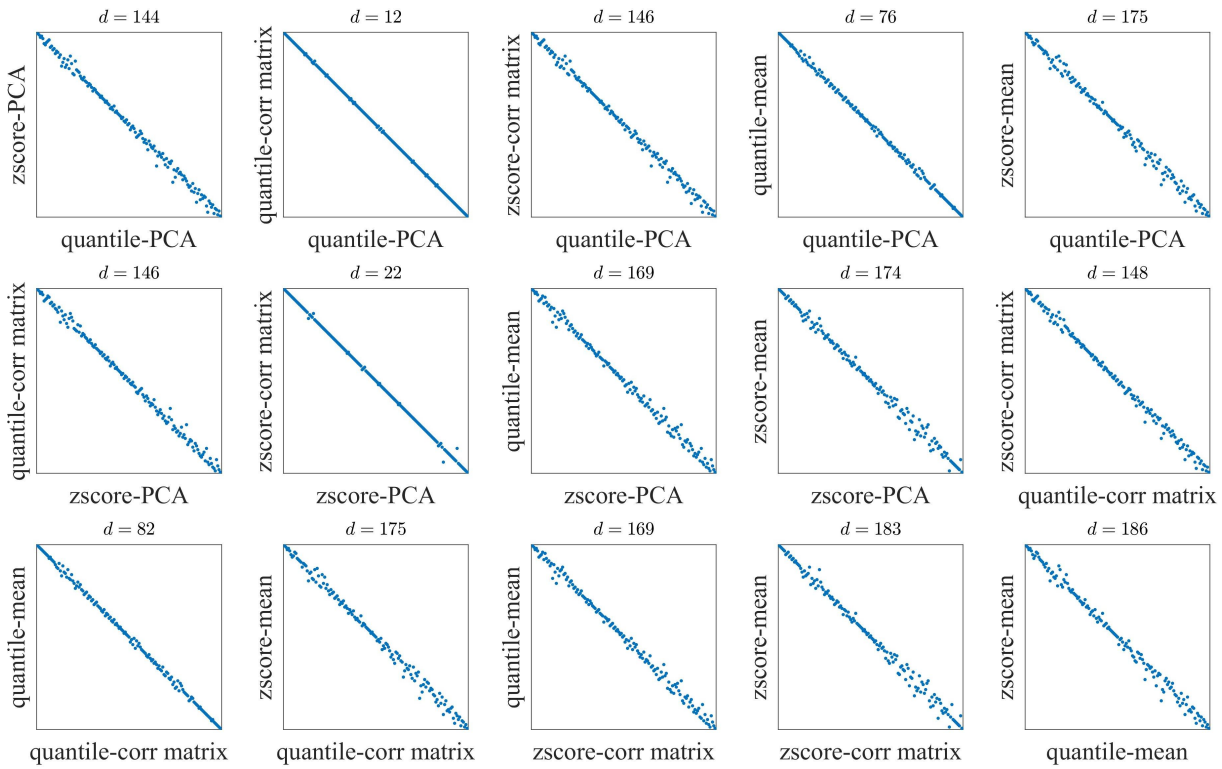 d = 144
zscore-PCA
quantile-PCA
d = 12
quantile-corr matrix
quantile-PCA
d = 146
zscore-corr matrix
quantile-PCA
d = 76
quantile-mean
quantile-PCA
d = 175
zscore-mean
quantile-PCA
d = 146
quantile-corr matrix
zscore-PCA
d = 22
zscore-corr matrix
zscore-PCA
d = 169
quantile-mean
zscore-PCA
d = 174
zscore-mean
zscore-PCA
d = 148
zscore-corr matrix
quantile-corr matrix
d = 82
quantile-mean
quantile-corr matrix
d = 175
zscore-mean
quantile-corr matrix
d = 169
quantile-mean
zscore-corr matrix
d = 183
zscore-mean
zscore-corr matrix
d = 186
zscore-mean
quantile-mean